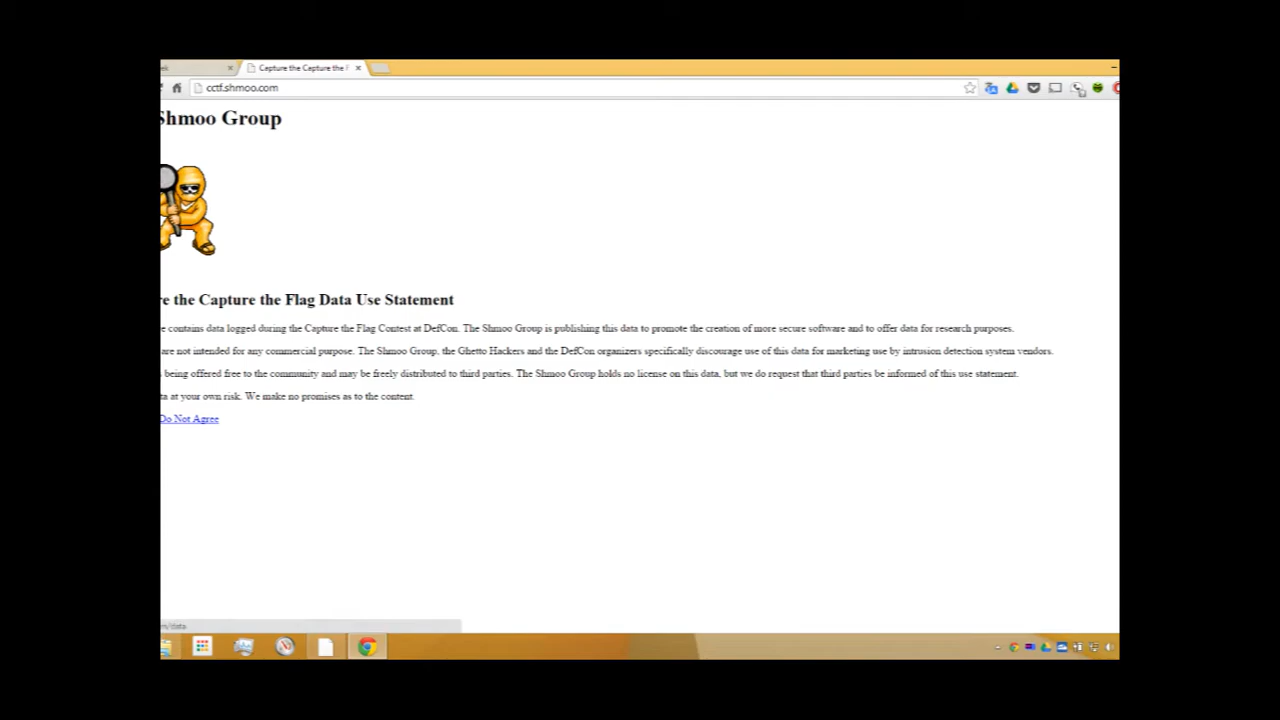 Capture the Capture the
cctf.shmoo.com
Shmoo Group
the Capture the Flag Data Use Statement
contains data logged during the Capture the Flag Contest at DefCon. The Shmoo Group is publishing this data to promote the creation of more secure software and to offer data for research purposes.
are not intended for any commercial purpose. The Shmoo Group, the Ghetto Hackers and the DefCon organizers specifically discourage use of this data for marketing use by intrusion detection system vendors.
being offered free to the community and may be freely distributed to third parties. The Shmoo Group holds no license on this data, but we do request that third parties be informed of this use statement.
at your own risk. We make no promises as to the content.
Do Not Agree